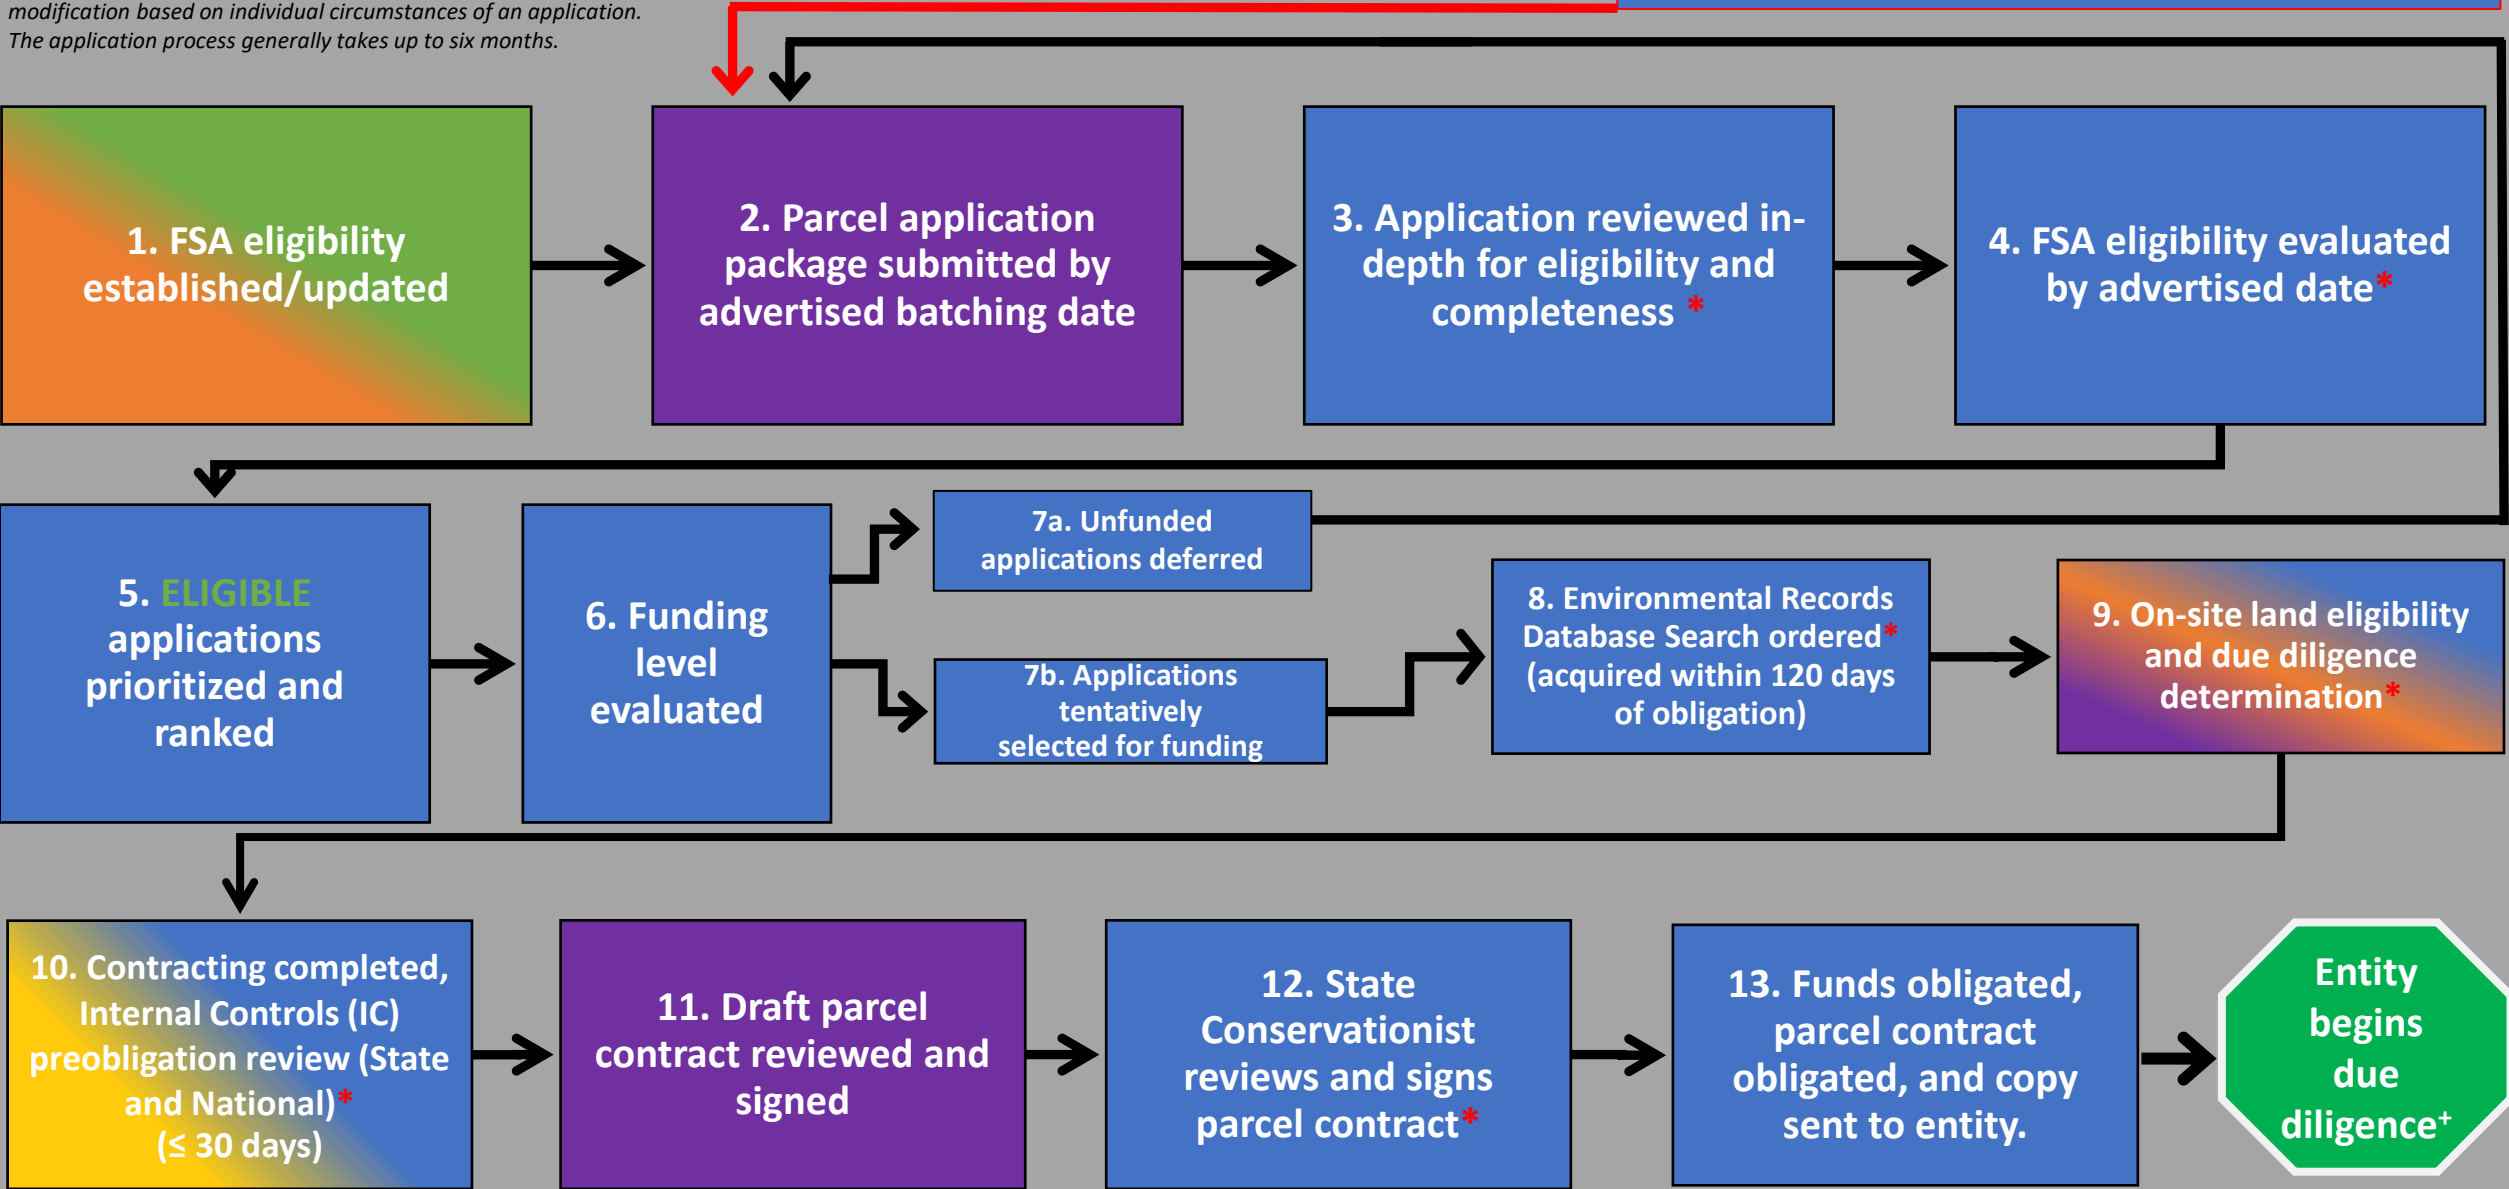 modification based on individual circumstances of an application.
The application process generally takes up to six months.
1. FSA eligibility
established/updated
2. Parcel application
package submitted by
advertised batching date
3. Application reviewed in-
depth for eligibility and
completeness *
4. FSA eligibility evaluated
by advertised date*
5. ELIGIBLE
applications
prioritized and
ranked
6. Funding
level
evaluated
7a. Unfunded
applications deferred
7b. Applications
tentatively
selected for funding
8. Environmental Records
Database Search ordered*
(acquired within 120 days
of obligation)
9. On-site land eligibility
and due diligence
determination*
10. Contracting completed,
Internal Controls (IC)
preobligation review (State
and National)*
(≤ 30 days)
11. Draft parcel
contract reviewed and
signed
12. State
Conservationist
reviews and signs
parcel contract*
13. Funds obligated,
parcel contract
obligated, and copy
sent to entity.
Entity
begins
due
diligence+